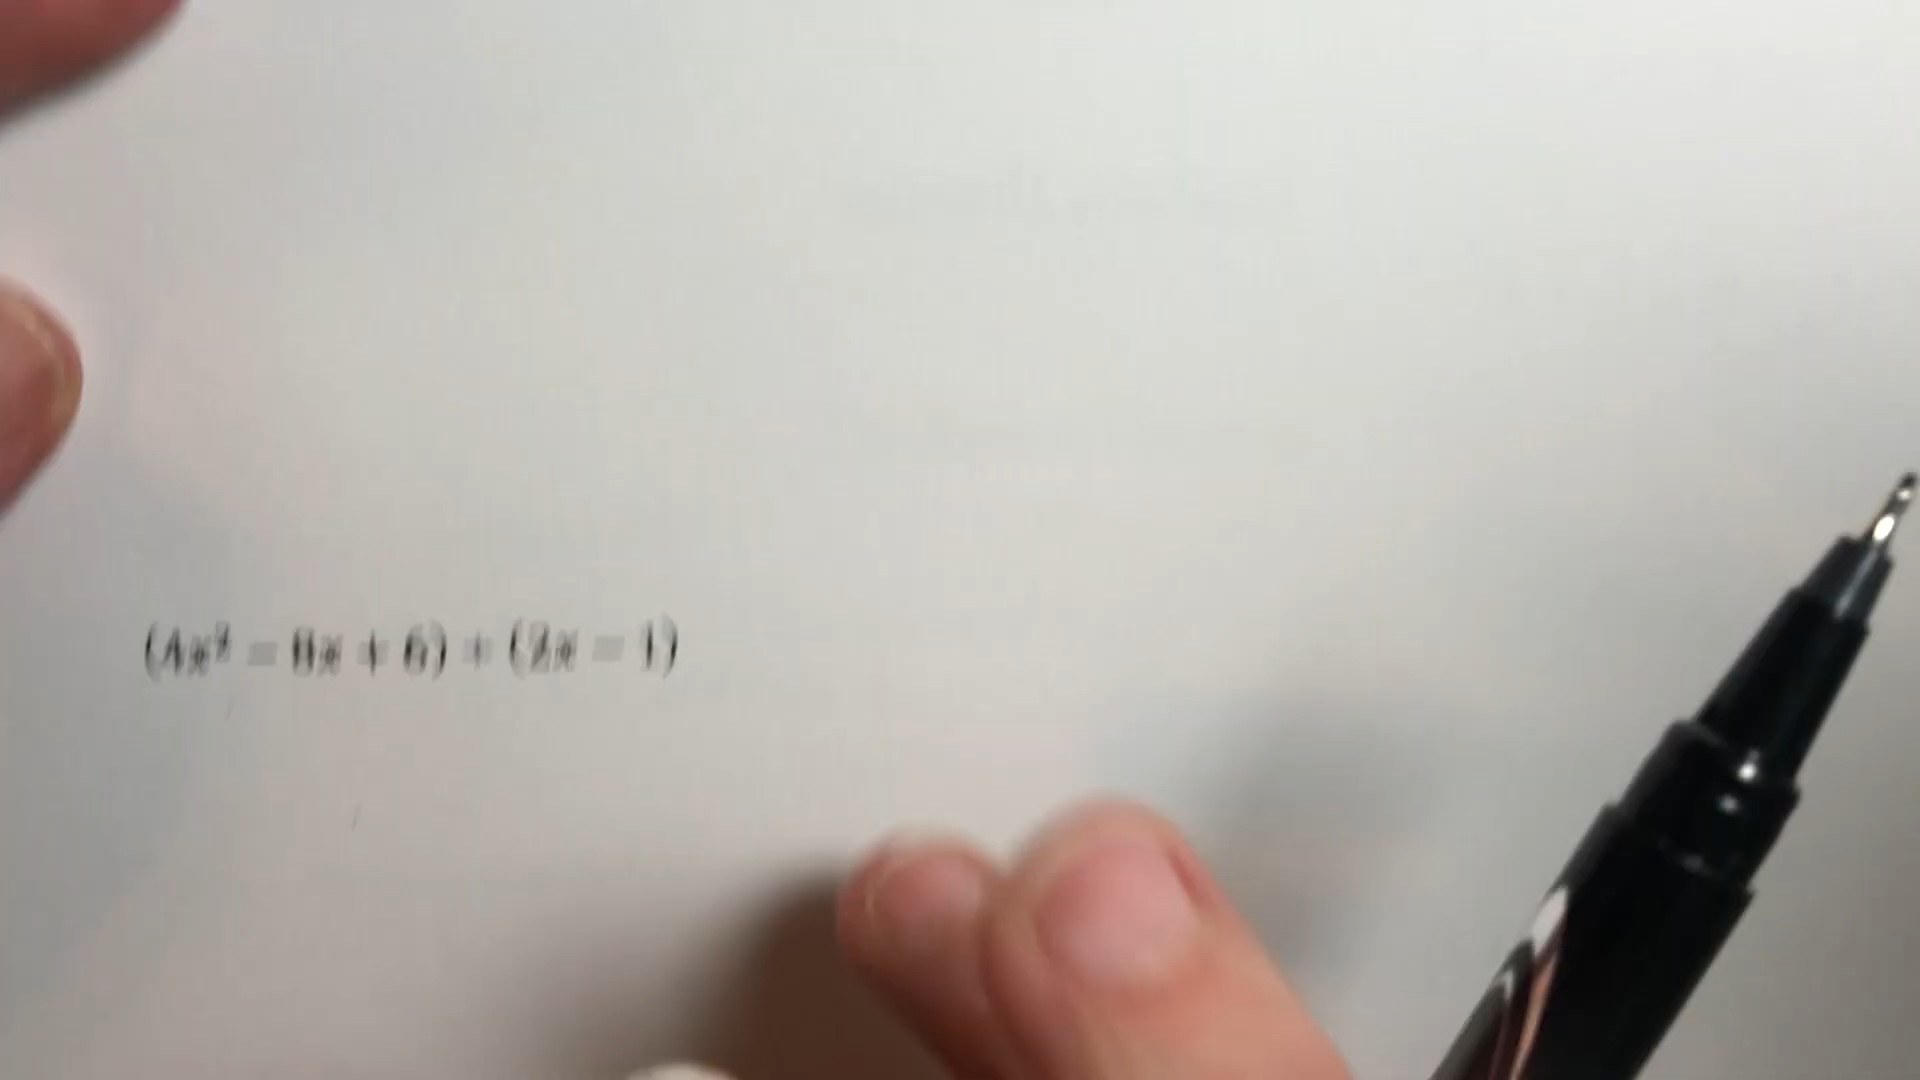 (4x² − 8x + 6) ÷ (2x − 1)